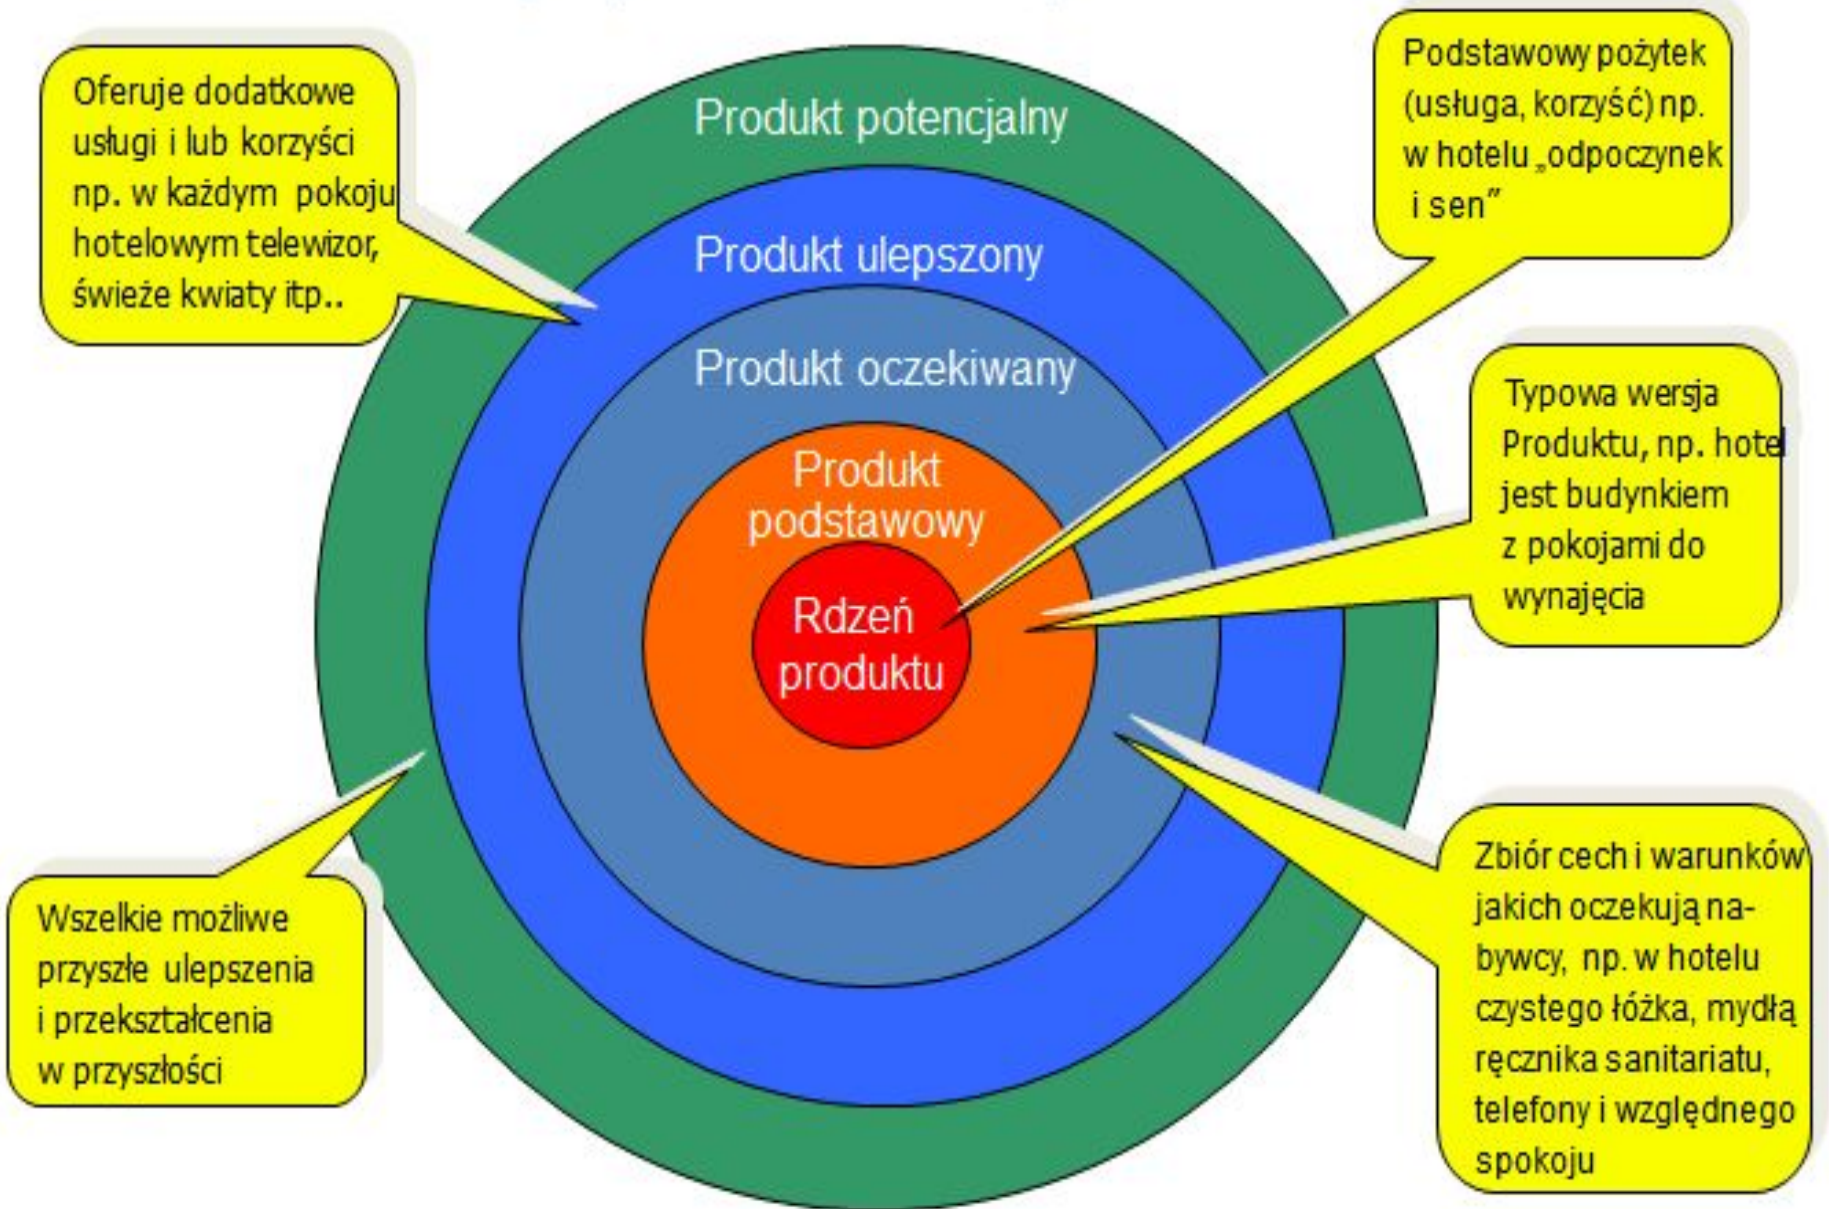 Oferuje dodatkowe
usługi i lub korzyści
np. w każdym pokoju
hotelowym telewizor,
świeże kwiaty itp..
Podstawowy pożytek
(usługa, korzyść) np.
w hotelu „odpoczynek
i sen”
Produkt potencjalny
Produkt ulepszony
Produkt oczekiwany
Produkt
podstawowy
Rdzeń
produktu
Typowa wersja
Produktu, np. hotel
jest budynkiem
z pokojami do
wynajęcia
Wszelkie możliwe
przyszłe ulepszenia
i przekształcenia
w przyszłości
Zbiór cech i warunków
jakich oczekują na-
bywcy, np. w hotelu
czystego łóżka, mydłą
ręcznika sanitariatu,
telefony i względnego
spokoju